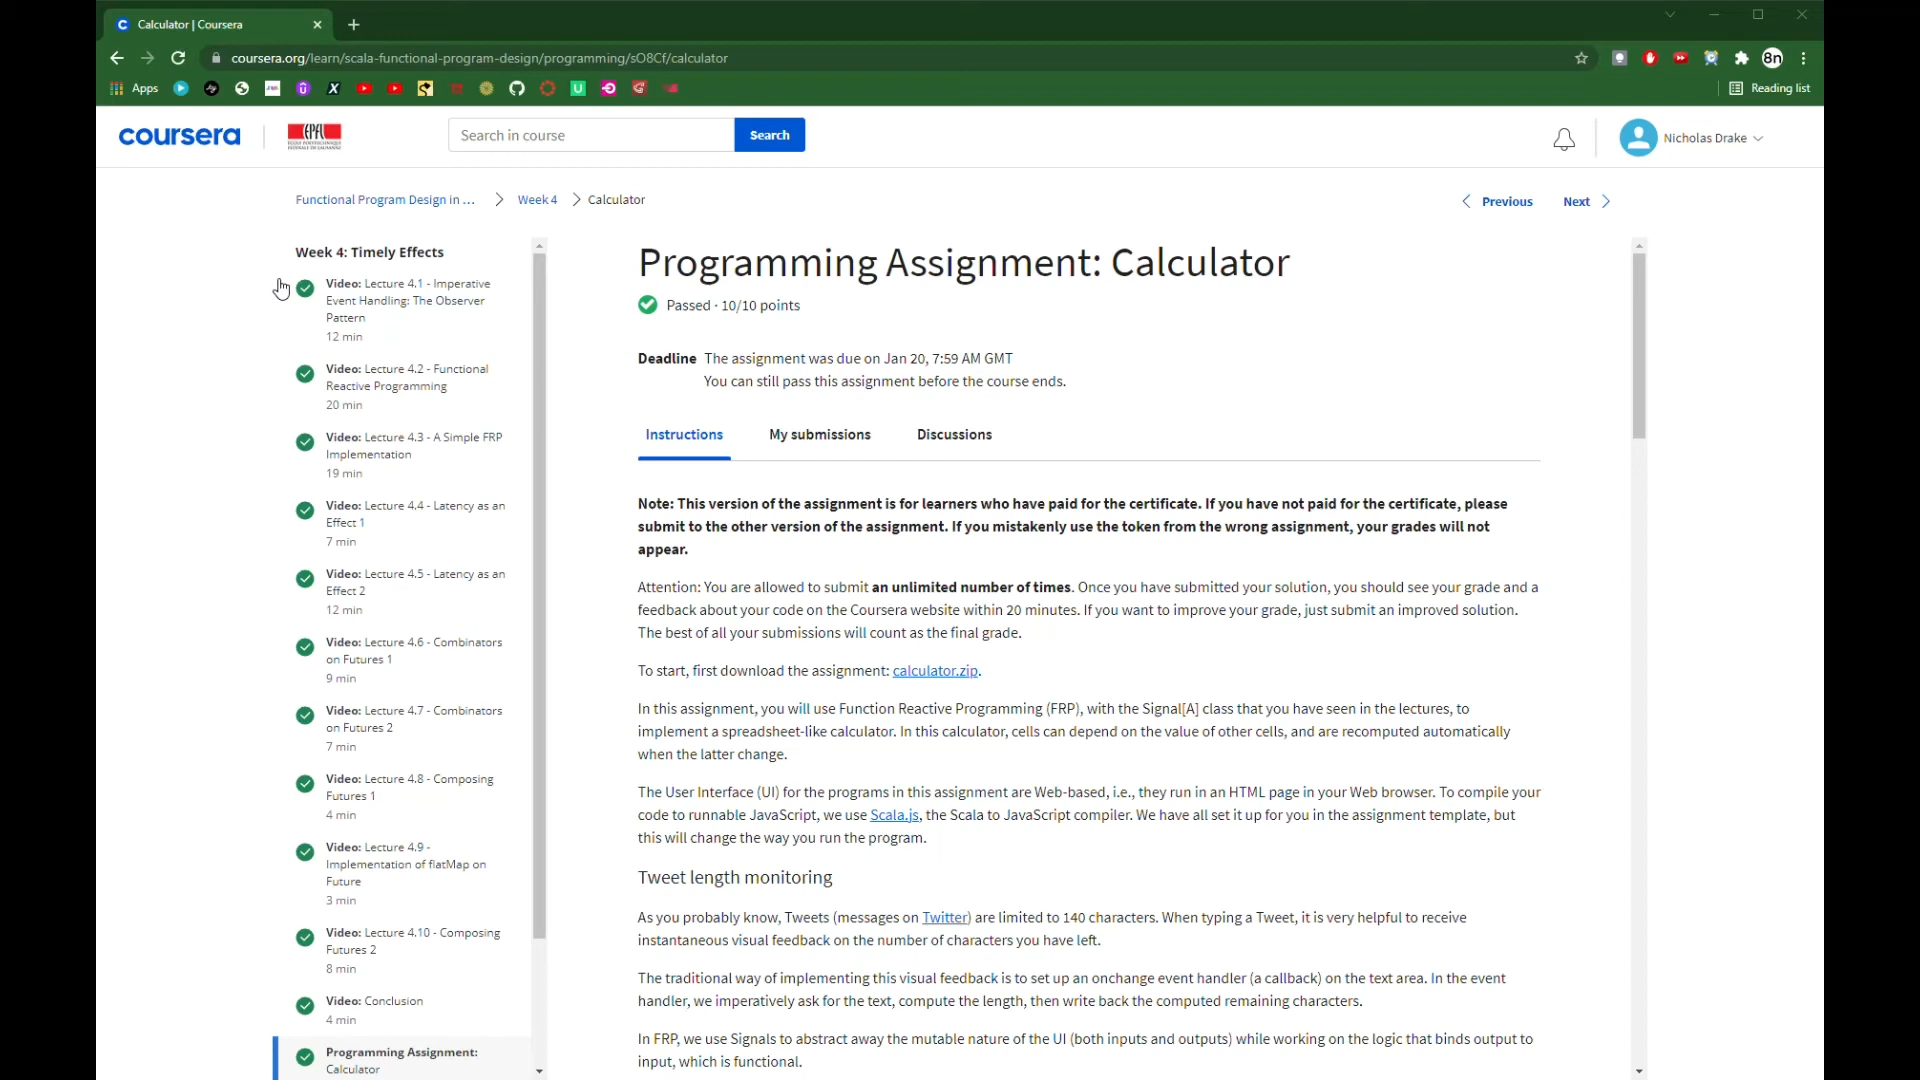 Calculator | Coursera
coursera.org/learn/scala-functional-program-design/programming/sO8Cf/calculator
8n
Apps
Reading list
coursera
EPFL
Search in course
Search
Nicholas Drake
Functional Program Design in ...
Week 4
Calculator
Previous
Next
Week 4: Timely Effects
Video: Lecture 4.1 - Imperative
Event Handling: The Observer
Pattern
12 min
Video: Lecture 4.2 - Functional
Reactive Programming
20 min
Video: Lecture 4.3 - A Simple FRP
Implementation
19 min
Video: Lecture 4.4 - Latency as an
Effect 1
7 min
Video: Lecture 4.5 - Latency as an
Effect 2
12 min
Video: Lecture 4.6 - Combinators
on Futures 1
9 min
Video: Lecture 4.7 - Combinators
on Futures 2
7 min
Video: Lecture 4.8 - Composing
Futures 1
4 min
Video: Lecture 4.9 -
Implementation of flatMap on
Future
3 min
Video: Lecture 4.10 - Composing
Futures 2
8 min
Video: Conclusion
4 min
Programming Assignment:
Calculator
Programming Assignment: Calculator
Passed · 10/10 points
Deadline The assignment was due on Jan 20, 7:59 AM GMT
You can still pass this assignment before the course ends.
Instructions
My submissions
Discussions
Note: This version of the assignment is for learners who have paid for the certificate. If you have not paid for the certificate, please
submit to the other version of the assignment. If you mistakenly use the token from the wrong assignment, your grades will not
appear.
Attention: You are allowed to submit an unlimited number of times. Once you have submitted your solution, you should see your grade and a
feedback about your code on the Coursera website within 20 minutes. If you want to improve your grade, just submit an improved solution.
The best of all your submissions will count as the final grade.
To start, first download the assignment: calculator.zip.
In this assignment, you will use Function Reactive Programming (FRP), with the Signal[A] class that you have seen in the lectures, to
implement a spreadsheet-like calculator. In this calculator, cells can depend on the value of other cells, and are recomputed automatically
when the latter change.
The User Interface (UI) for the programs in this assignment are Web-based, i.e., they run in an HTML page in your Web browser. To compile your
code to runnable JavaScript, we use Scala.js, the Scala to JavaScript compiler. We have all set it up for you in the assignment template, but
this will change the way you run the program.
Tweet length monitoring
As you probably know, Tweets (messages on Twitter) are limited to 140 characters. When typing a Tweet, it is very helpful to receive
instantaneous visual feedback on the number of characters you have left.
The traditional way of implementing this visual feedback is to set up an onchange event handler (a callback) on the text area. In the event
handler, we imperatively ask for the text, compute the length, then write back the computed remaining characters.
In FRP, we use Signals to abstract away the mutable nature of the UI (both inputs and outputs) while working on the logic that binds output to
input, which is functional.